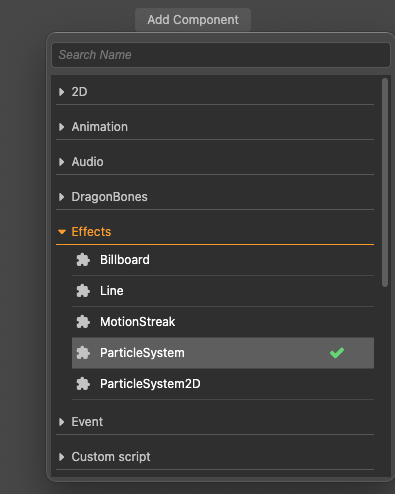 Add Component
Search Name
2D
Animation
Audio
DragonBones
Effects
Billboard
Line
MotionStreak
ParticleSystem
ParticleSystem2D
Event
Custom script